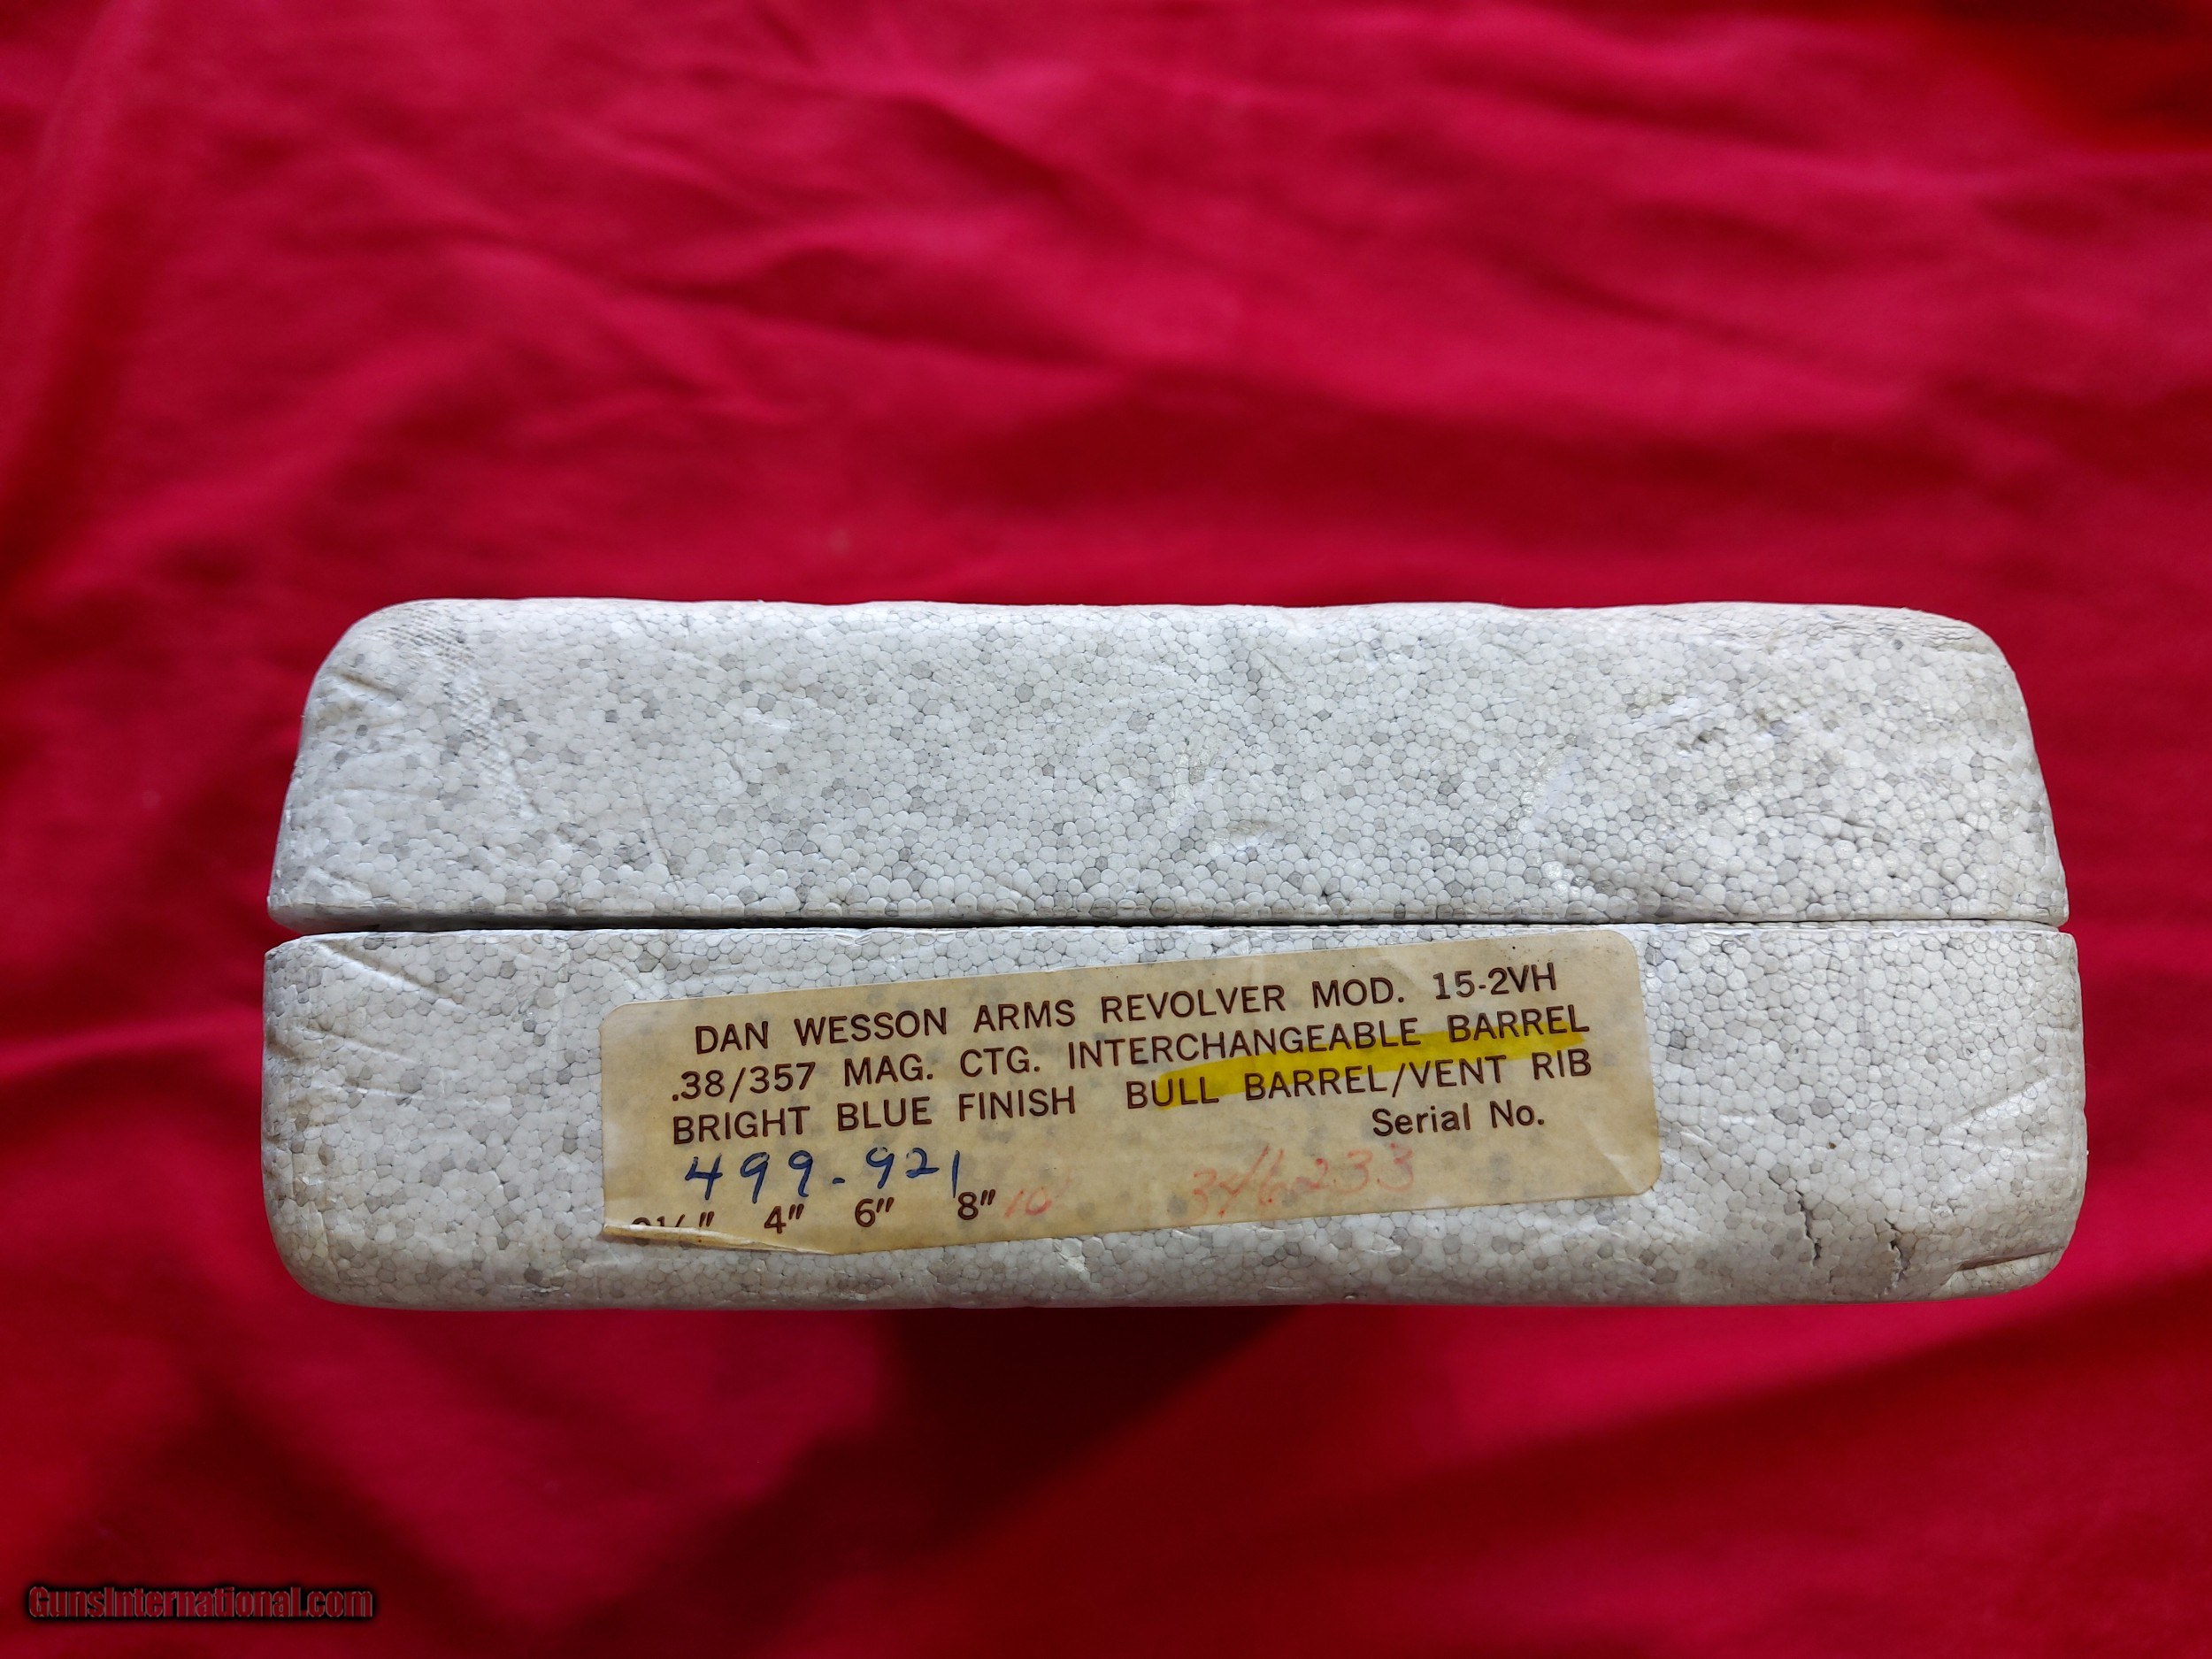 DAN WESSON ARMS REVOLVER MOD. 15-2VH
.38/357 MAG. CTG. INTERCHANGEABLE BARREL
BRIGHT BLUE FINISH BULL BARREL/VENT RIB
Serial No.
499-921
4" 6" 8" 10" 346233
GunsInternational.com